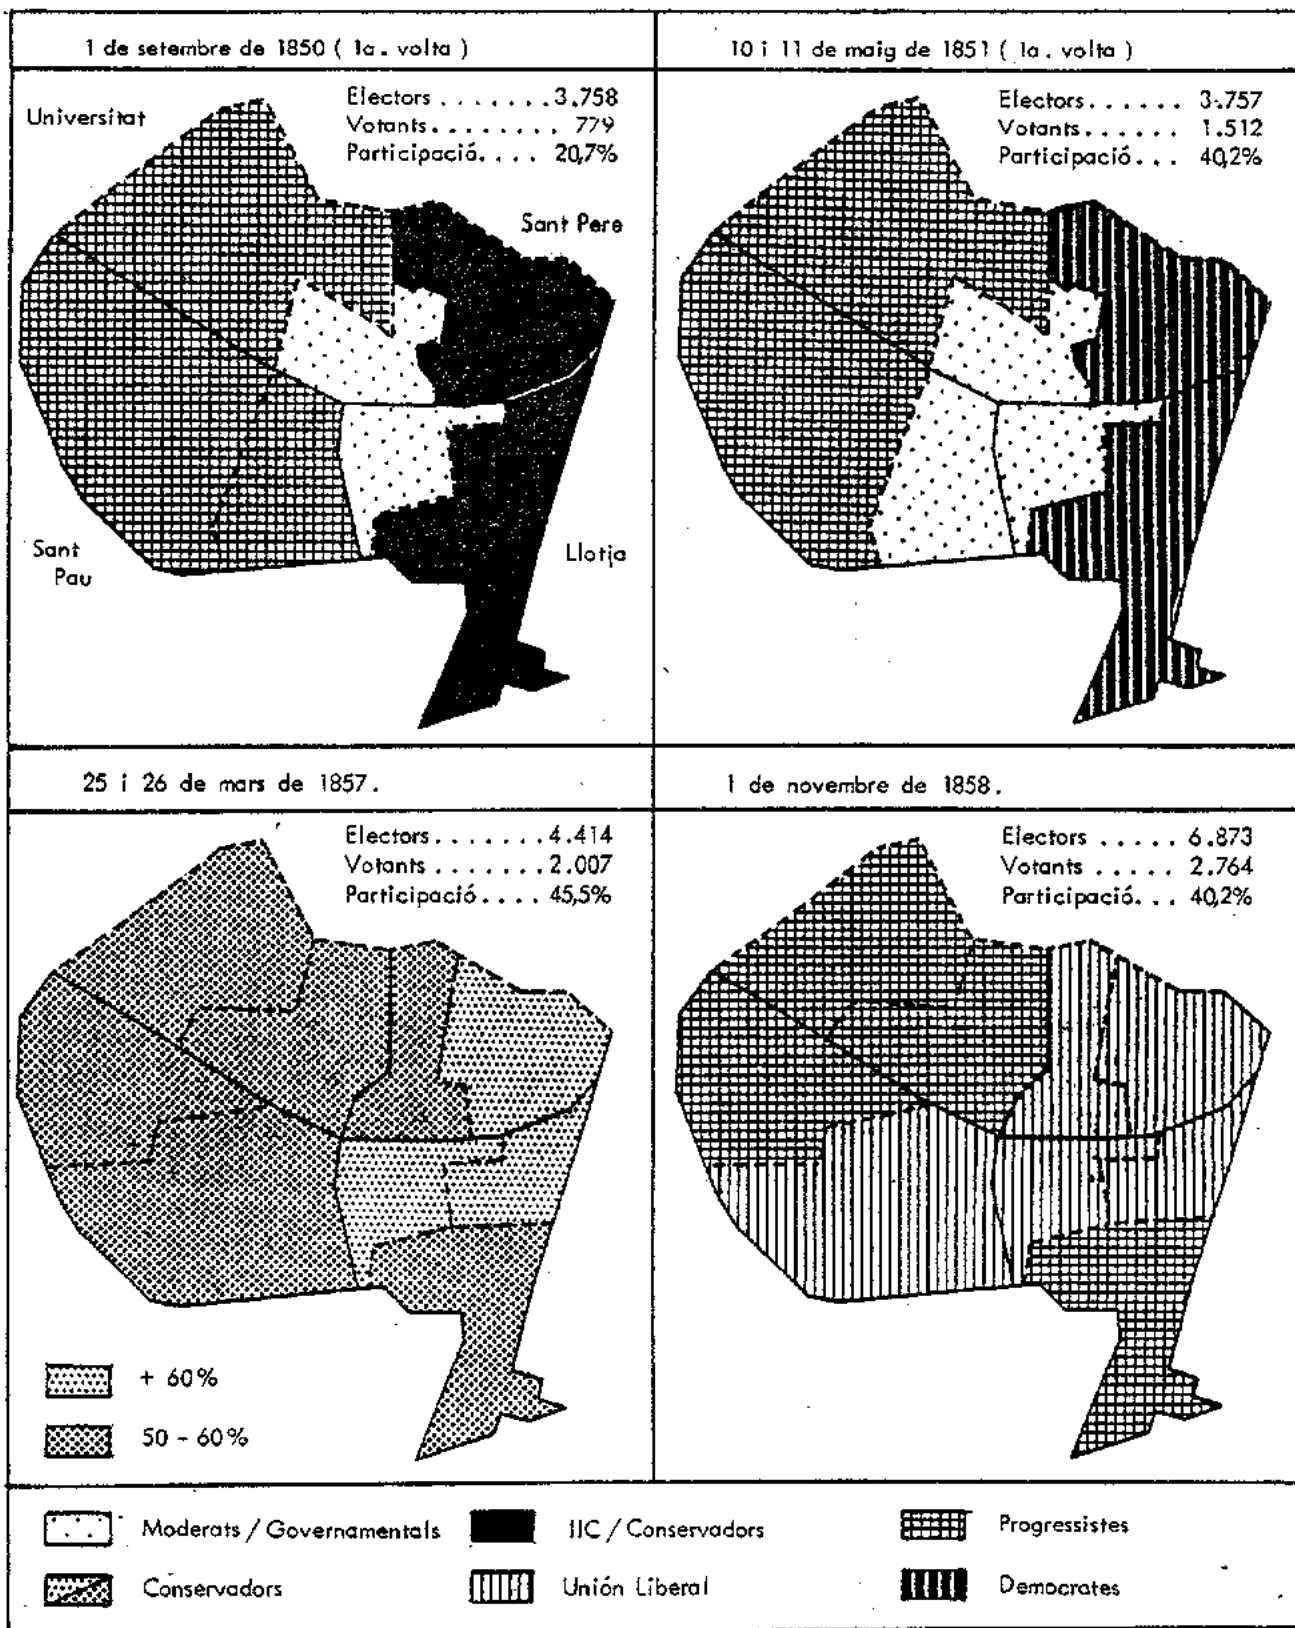 1 de setembre de 1850 ( 1a. volta )
Electors . . . . . . . 3.758
Votants . . . . . . . . 779
Participació. . . . 20,7%
Universitat
Sant Pere
Sant
Pau
Llotja
10 i 11 de maig de 1851 ( 1a. volta )
Electors . . . . . . 3.757
Votants . . . . . . 1.512
Participació . . . 40,2%
25 i 26 de mars de 1857.
Electors . . . . . . . 4.414
Votants . . . . . . . 2.007
Participació . . . . 45,5%
+ 60%
50 - 60%
1 de novembre de 1858.
Electors . . . . . 6.873
Votants . . . . . 2.764
Participació. . . 40,2%
Moderats / Governamentals
IIC / Conservadors
Progressistes
Conservadors
Unión Liberal
Democrates